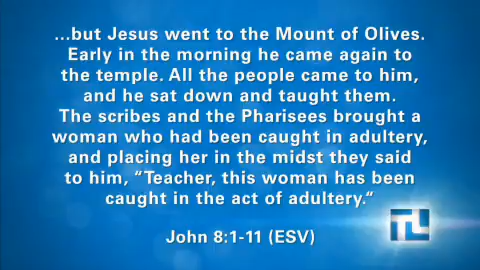 ...but Jesus went to the Mount of Olives.
Early in the morning he came again to
the temple. All the people came to him,
and he sat down and taught them.
The scribes and the Pharisees brought a
woman who had been caught in adultery,
and placing her in the midst they said
to him, “Teacher, this woman has been
caught in the act of adultery.“
John 8:1-11 (ESV)
TL